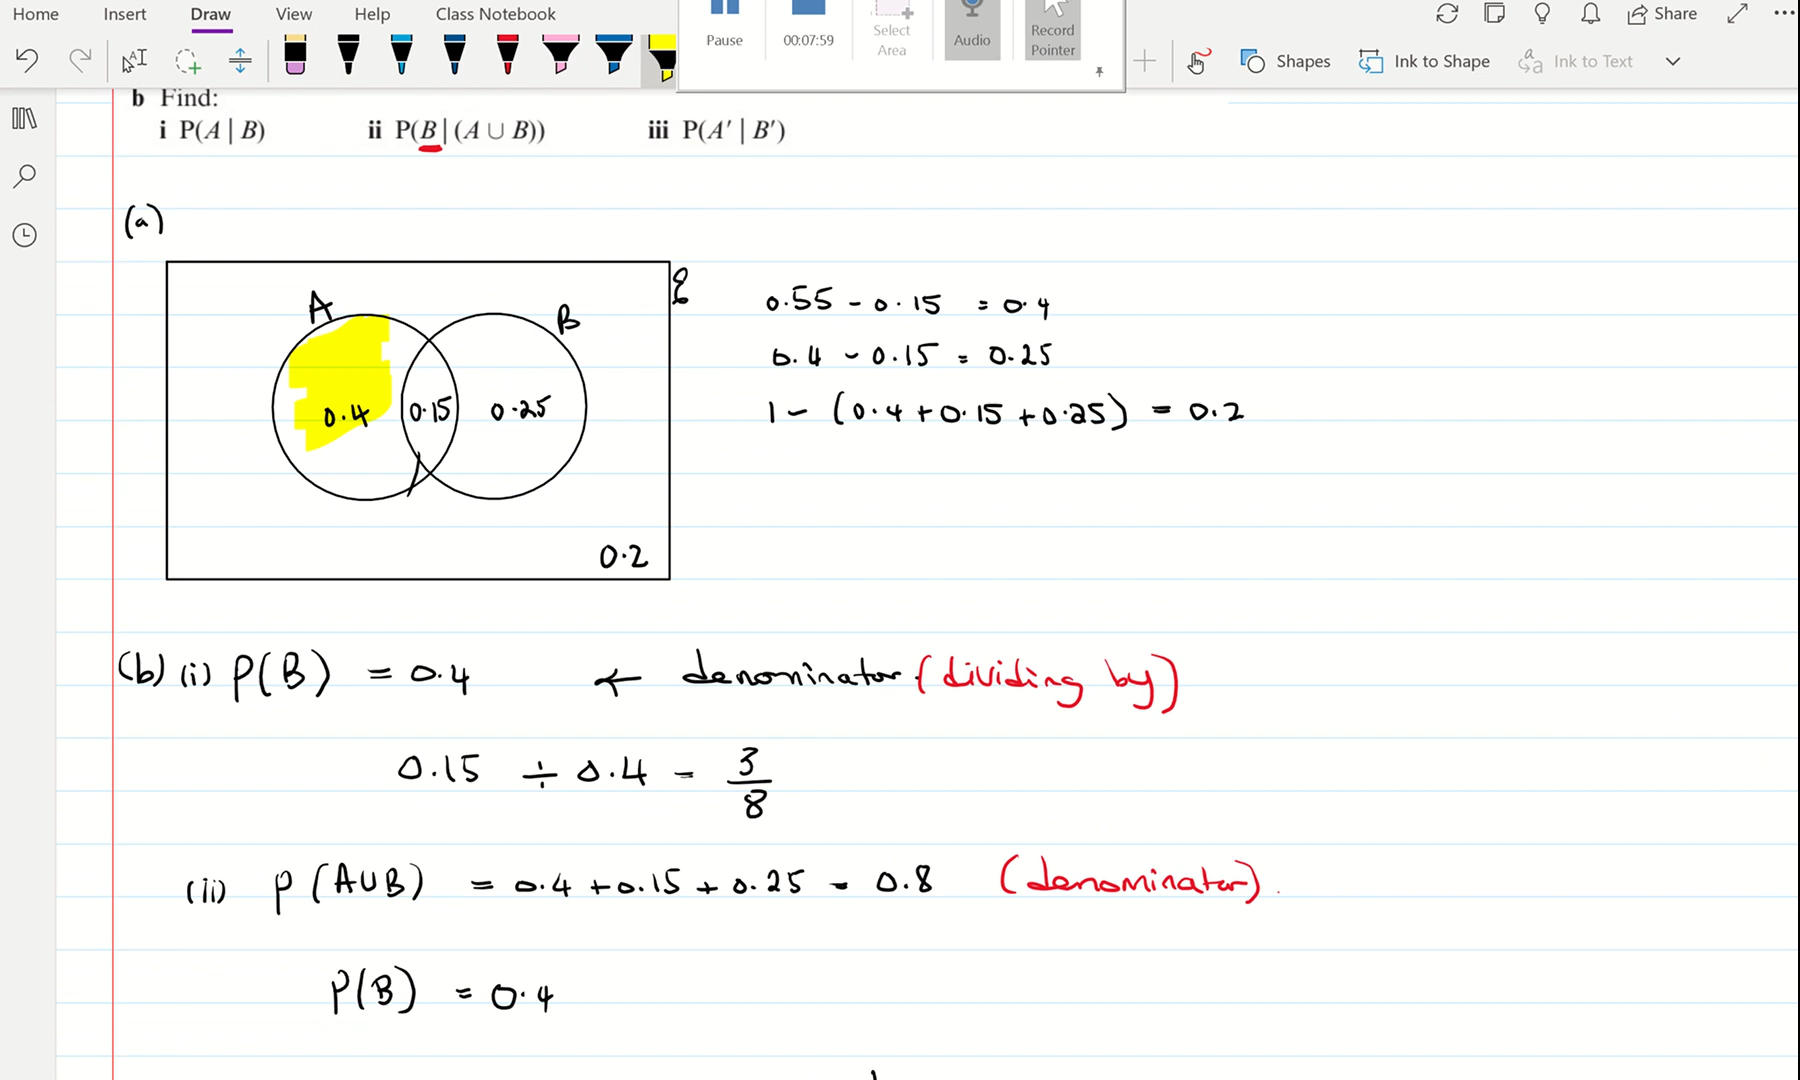 Home Insert Draw View Help Class Notebook
Share
Pause
00:07:59
Select Area
Audio
Record Pointer
Shapes
Ink to Shape
Ink to Text
b Find:
i P(A | B) ii P(B | (A ∪ B)) iii P(A′ | B′)
(a)
A B ξ
0.4 0.15 0.25
0.2
0.55 - 0.15 = 0.4
0.4 - 0.15 = 0.25
1 - (0.4 + 0.15 + 0.25) = 0.2
(b) (i) P(B) = 0.4 ← denominator. (dividing by)
0.15 ÷ 0.4 = 3/8
(ii) P(A∪B) = 0.4 + 0.15 + 0.25 = 0.8 (denominator).
P(B) = 0.4